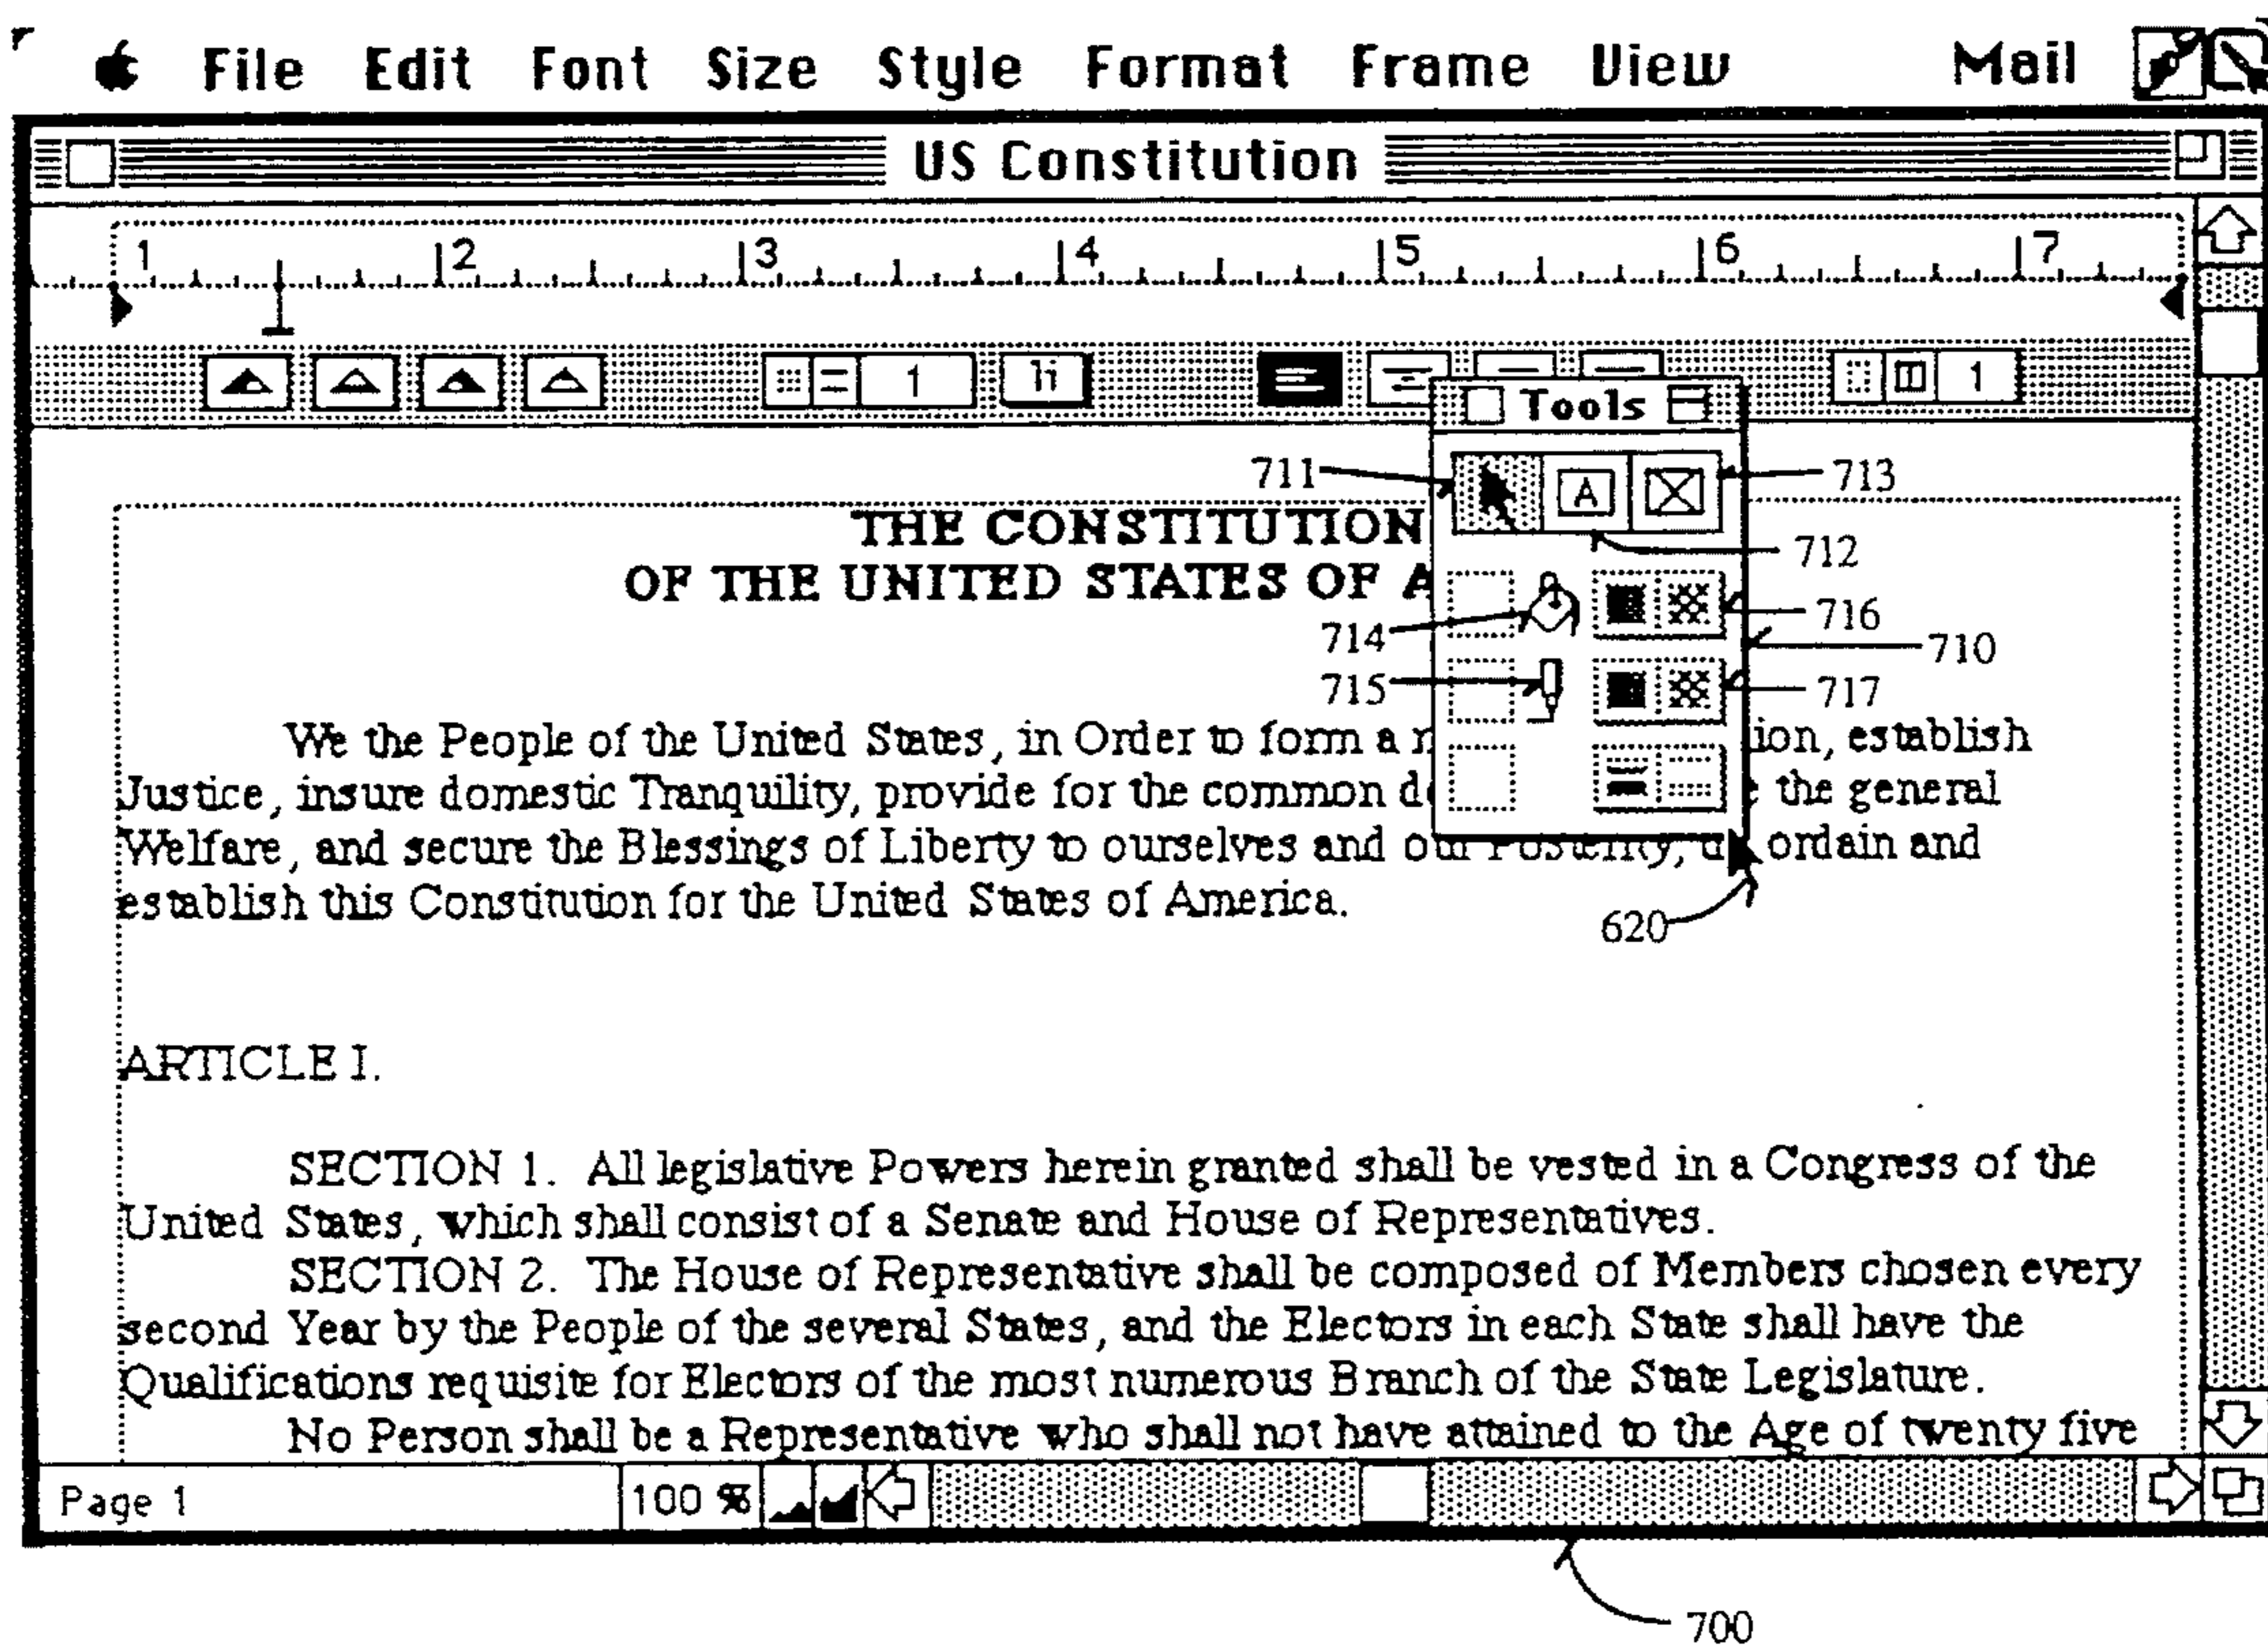 File Edit Font Size Style Format Frame View Mail
US Constitution
1 2 3 4 5 6 7
1 li 1
Tools
711 A 713
THE CONSTITUTION
712
OF THE UNITED STATES OF A
714 716
710
715 717
We the People of the United States, in Order to form a ion, establish
Justice, insure domestic Tranquility, provide for the common d the general
Welfare, and secure the Blessings of Liberty to ourselves and our Posterity, ordain and
establish this Constitution for the United States of America.
620
ARTICLE I.
SECTION 1. All legislative Powers herein granted shall be vested in a Congress of the
United States, which shall consist of a Senate and House of Representatives.
SECTION 2. The House of Representative shall be composed of Members chosen every
second Year by the People of the several States, and the Electors in each State shall have the
Qualifications requisite for Electors of the most numerous Branch of the State Legislature.
No Person shall be a Representative who shall not have attained to the Age of twenty five
Page 1 100 %
700